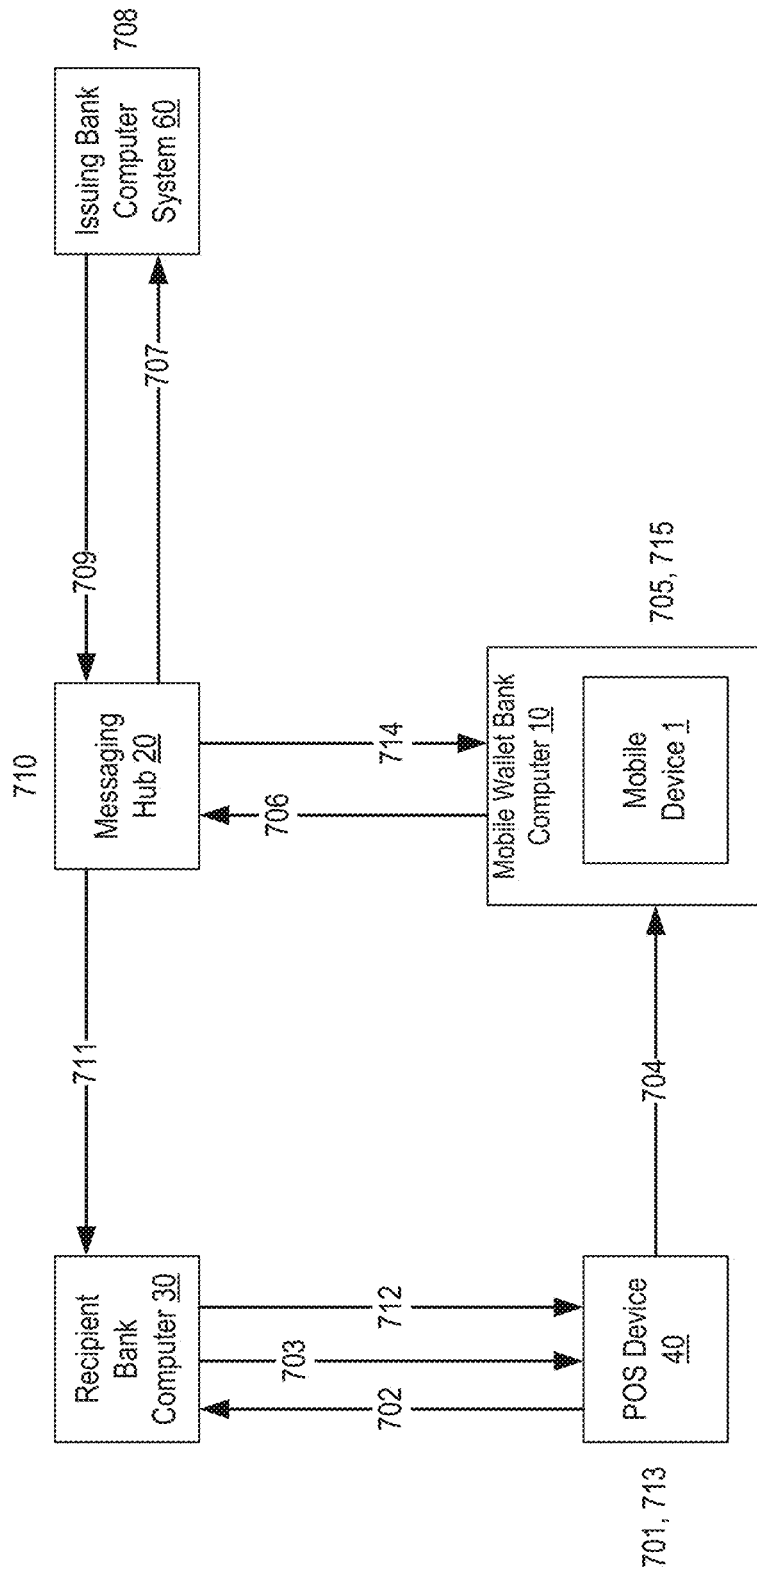 710
Recipient
Bank
Computer 30
711
Messaging
Hub 20
709
707
Issuing Bank
Computer
System 60
708
703
706
702
712
714
701, 713
POS Device
40
704
Mobile Wallet Bank
Computer 10
Mobile
Device 1
705, 715